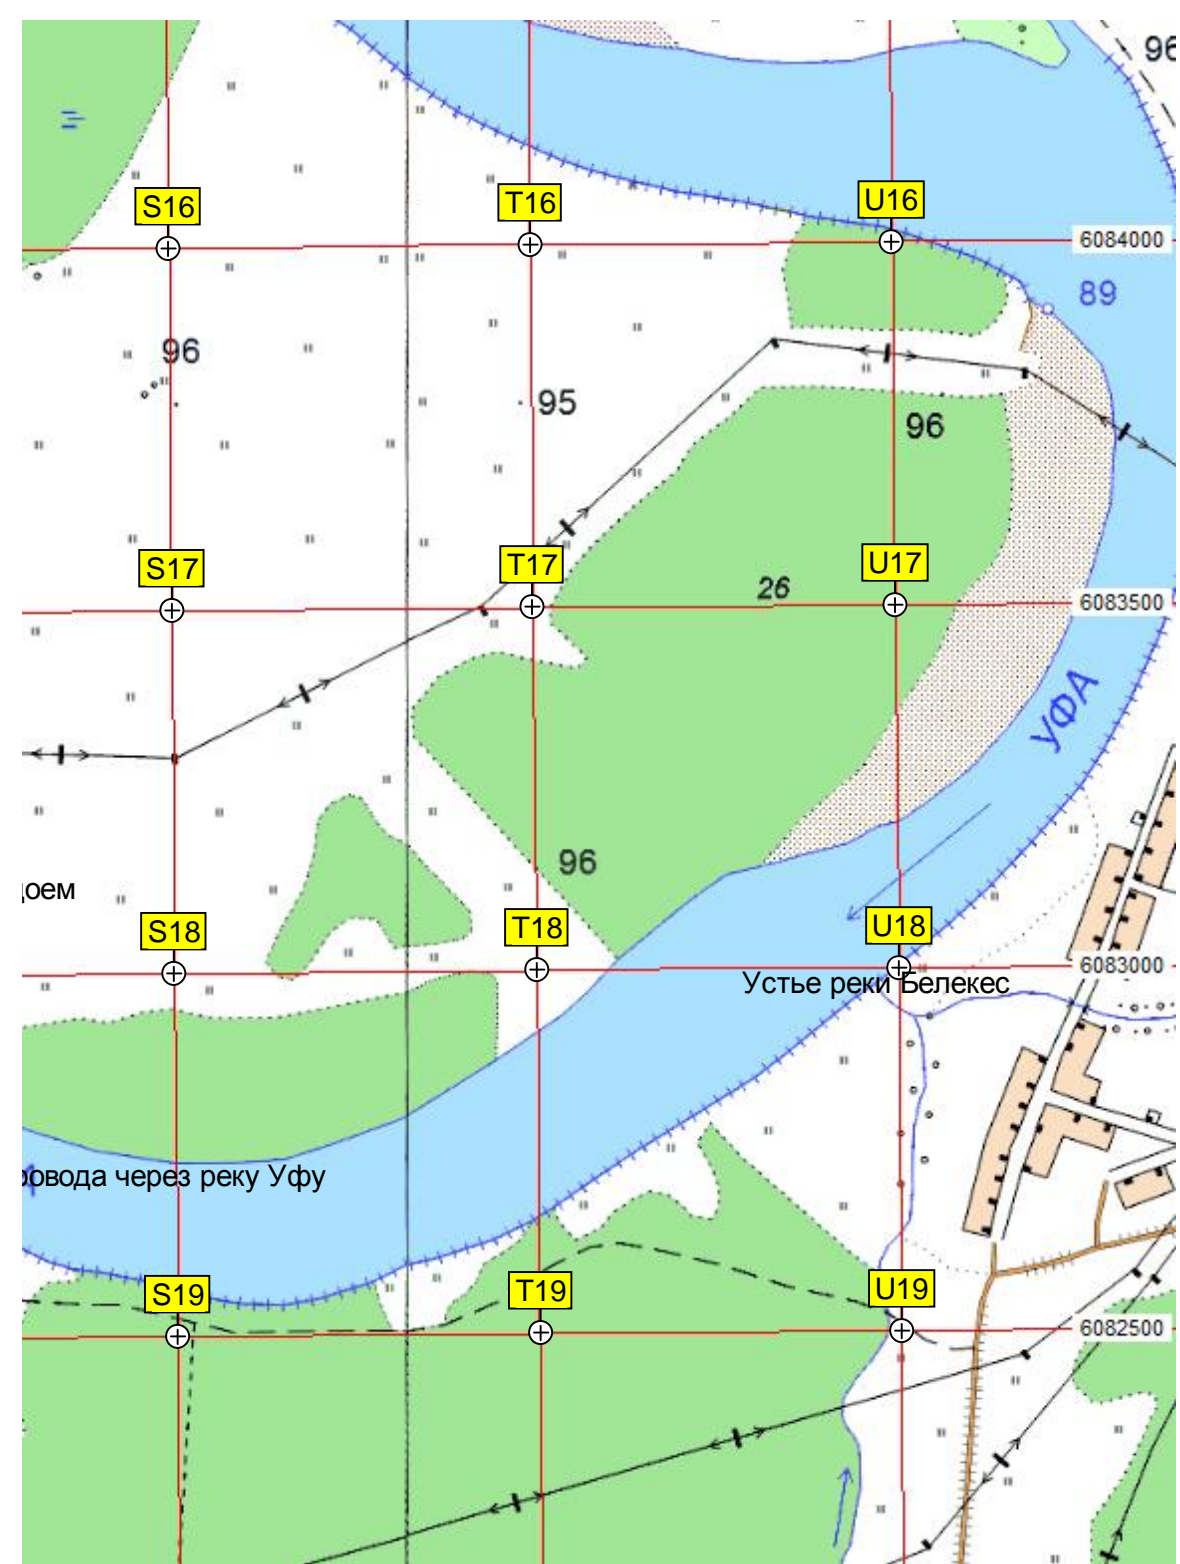 96
S16
T16
U16
6084000
89
96
95
96
S17
T17
U17
26
6083500
УФА
96
доем
S18
T18
U18
6083000
Устье реки Белекес
овода через реку Уфу
S19
T19
U19
6082500